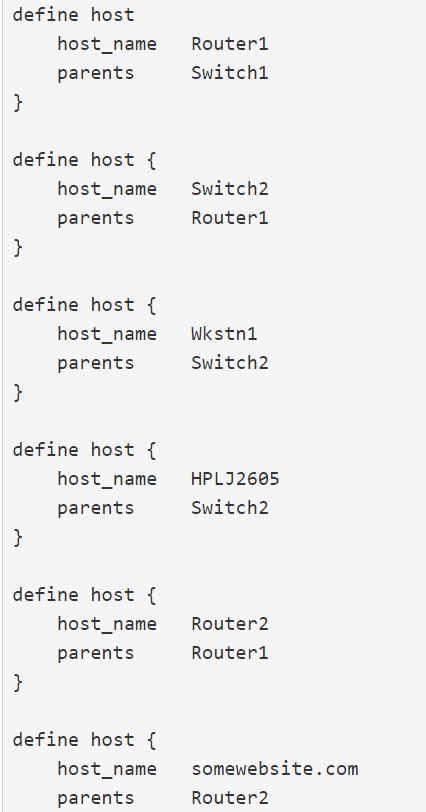 define host
host_name Router1
parents Switch1
}
define host {
host_name Switch2
parents Router1
}
define host {
host_name Wkstn1
parents Switch2
}
define host {
host_name HPLJ2605
parents Switch2
}
define host {
host_name Router2
parents Router1
}
define host {
host_name somewebsite.com
parents Router2